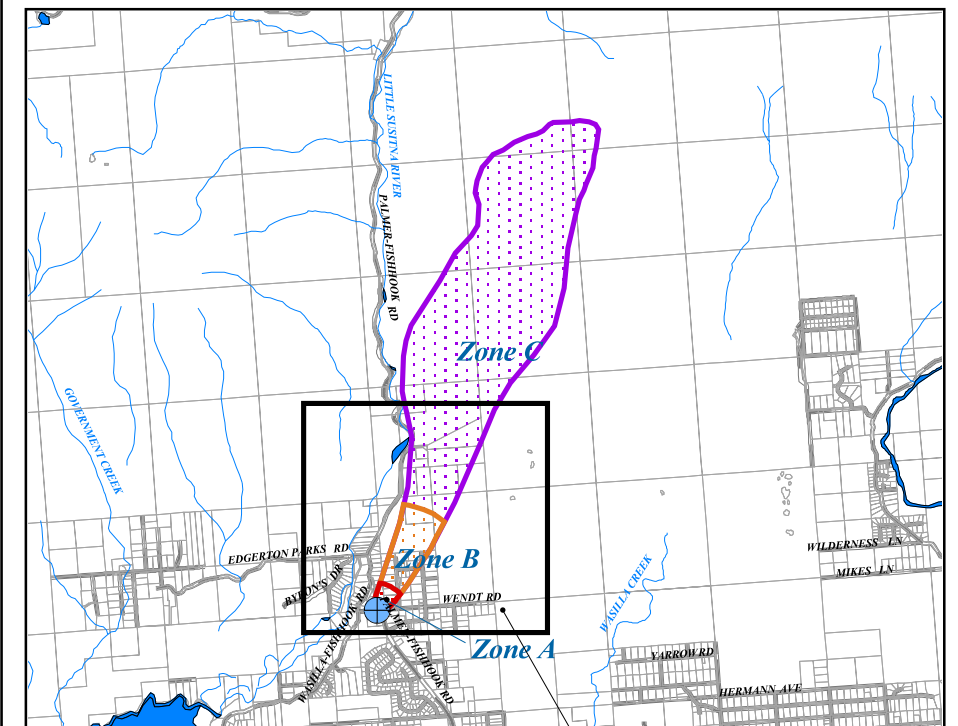 LITTLE SUSITNA RIVER
PALMER-FISHHOOK RD
Zone C
GOVERNMENT CREEK
EDGERTON PARKS RD
Zone B
BYRON'S DR
WENDT RD
WASILLA-FISHHOOK RD
PALMER-FISHHOOK RD
Zone A
WASILLA CREEK
WILDERNESS LN
MIKES LN
YARROW RD
HERMANN AVE